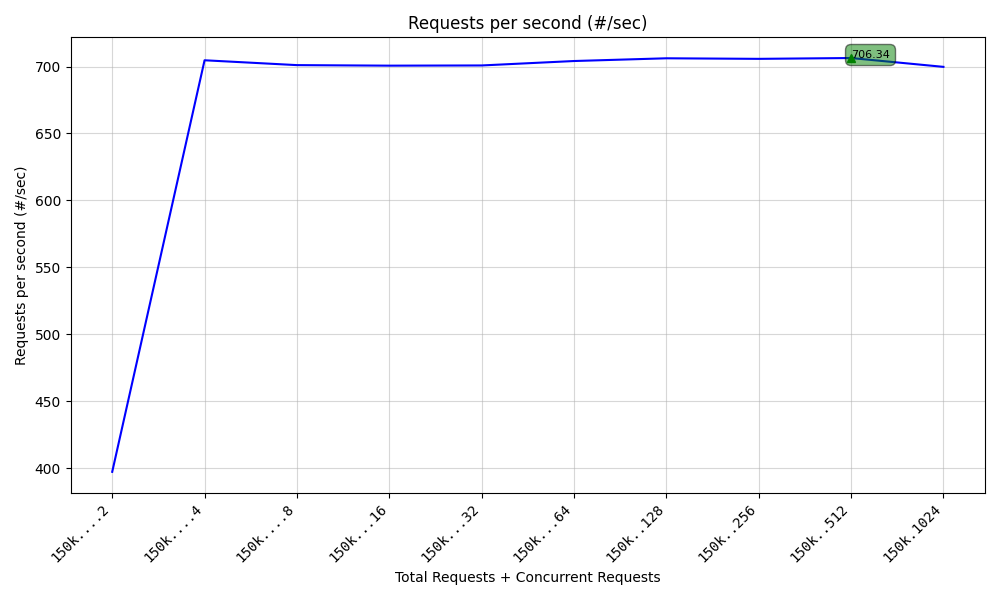 Requests per second (#/sec)
706.34
Requests per second (#/sec)
700
650
600
550
500
450
400
150k....2
150k....4
150k....8
150k...16
150k...32
150k...64
150k..128
150k..256
150k..512
150k.1024
Total Requests + Concurrent Requests